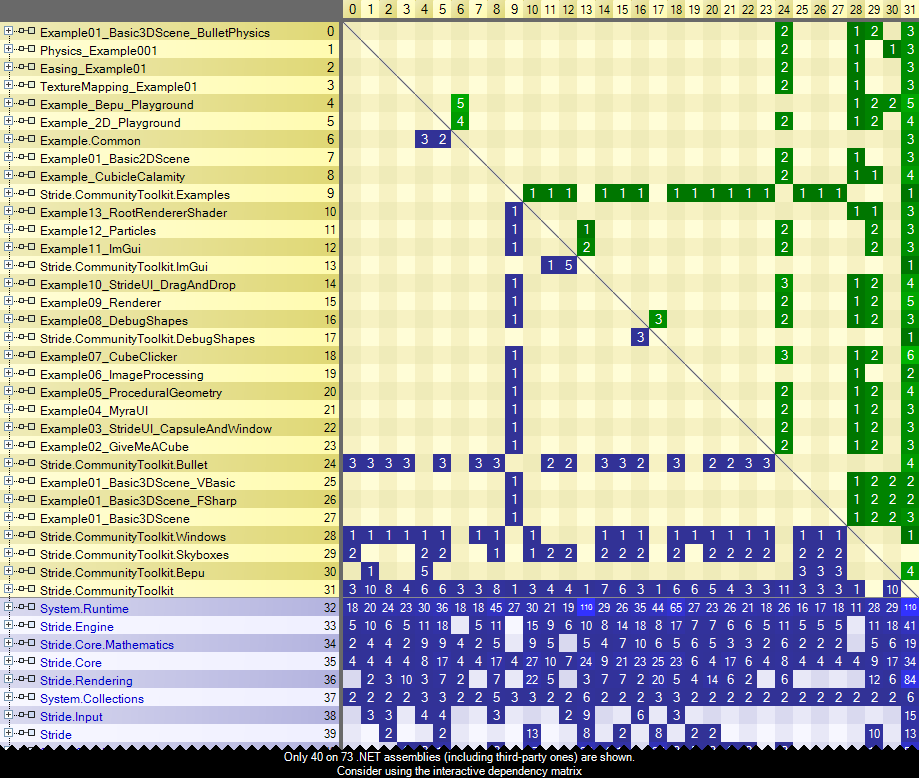 0 1 2 3 4 5 6 7 8 9 10 11 12 13 14 15 16 17 18 19 20 21 22 23 24 25 26 27 28 29 30 31
Example01_Basic3DScene_BulletPhysics 0 2 1 2 3
Physics_Example001 1 2 1 1 3
Easing_Example01 2 2 1 3
TextureMapping_Example01 3 2 1 3
Example_Bepu_Playground 4 5 1 2 2 5
Example_2D_Playground 5 4 2 1 2 4
Example.Common 6 3 2 3
Example01_Basic2DScene 7 2 1 3
Example_CubicleCalamity 8 2 1 1 4
Stride.CommunityToolkit.Examples 9 1 1 1 1 1 1 1 1 1 1 1 1 1 1 1 1
Example13_RootRendererShader 10 1 1 1 3
Example12_Particles 11 1 1 2 2 3
Example11_ImGui 12 1 2 2 2 3
Stride.CommunityToolkit.ImGui 13 1 5 1
Example10_StrideUI_DragAndDrop 14 1 3 1 2 4
Example09_Renderer 15 1 2 1 2 5
Example08_DebugShapes 16 1 3 2 1 2 3
Stride.CommunityToolkit.DebugShapes 17 3 1
Example07_CubeClicker 18 1 3 1 2 6
Example06_ImageProcessing 19 1 1 2
Example05_ProceduralGeometry 20 1 2 1 2 4
Example04_MyraUI 21 1 2 1 2 3
Example03_StrideUI_CapsuleAndWindow 22 1 2 1 2 3
Example02_GiveMeACube 23 1 2 1 2 3
Stride.CommunityToolkit.Bullet 24 3 3 3 3 3 3 3 2 2 3 3 2 3 2 2 3 3 4
Example01_Basic3DScene_VBasic 25 1 1 2 2 2
Example01_Basic3DScene_FSharp 26 1 1 2 2 2
Example01_Basic3DScene 27 1 1 2 2 3
Stride.CommunityToolkit.Windows 28 1 1 1 1 1 1 1 1 1 1 1 1 1 1 1 1 1 1 1 1 1 1
Stride.CommunityToolkit.Skyboxes 29 2 2 2 1 1 2 2 2 2 2 2 2 2 2 2 2 2 2
Stride.CommunityToolkit.Bepu 30 1 5 3 3 3 4
Stride.CommunityToolkit 31 3 10 8 4 6 6 3 3 8 1 3 4 4 1 7 6 3 1 6 6 5 4 3 3 11 3 3 3 1 10
System.Runtime 32 18 20 24 23 30 36 18 18 45 27 30 21 19 110 29 26 35 44 65 27 23 26 21 18 26 16 17 18 11 28 29 110
Stride.Engine 33 5 10 6 5 11 18 5 11 15 9 6 10 8 14 18 8 17 7 7 6 6 5 11 5 5 5 11 18 41
Stride.Core.Mathematics 34 2 4 4 2 9 9 4 2 5 9 5 5 4 7 10 6 6 5 3 2 3 2 6 2 2 2 5 6 19
Stride.Core 35 4 4 4 4 8 17 4 4 17 4 27 10 7 24 9 21 23 25 23 6 4 17 6 4 8 4 4 4 4 9 17 34
Stride.Rendering 36 2 3 10 3 7 2 7 22 5 3 7 7 2 20 5 4 14 6 2 6 12 6 84
System.Collections 37 2 2 2 2 3 2 2 2 5 3 3 2 2 6 2 2 2 3 3 2 2 2 2 2 2 2 2 2 2 2 2 6
Stride.Input 38 3 3 4 4 3 2 9 6 3 15
Stride 39 2 2 13 8 2 8 2 2 10 13
Only 40 on 73 .NET assemblies (including third-party ones) are shown.
Consider using the interactive dependency matrix